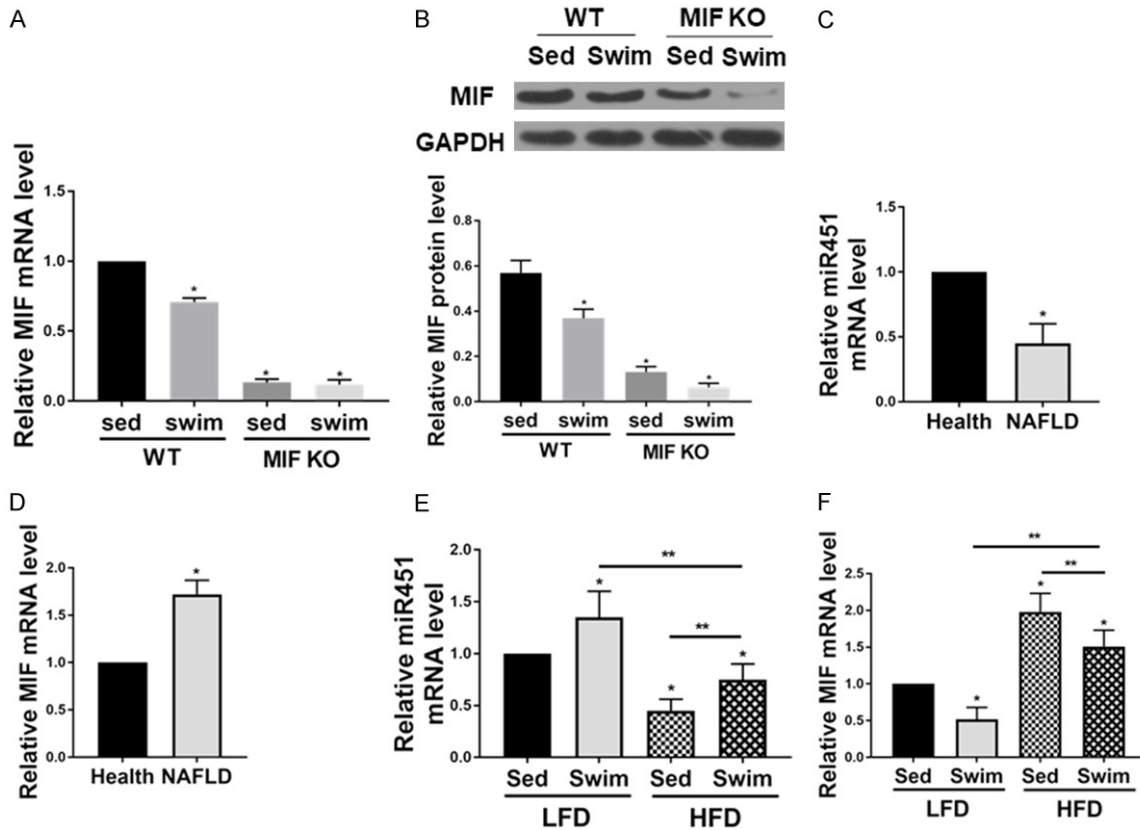 A
Relative MIF mRNA level
1.5
1.0
0.5
0.0
*
*
*
sed swim sed swim
WT MIF KO
B
WT MIF KO
Sed Swim Sed Swim
MIF
GAPDH
Relative MIF protein level
0.8
0.6
0.4
0.2
0.0
*
*
*
sed swim sed swim
WT MIF KO
C
Relative miR451
mRNA level
1.5
1.0
0.5
0.0
*
Health NAFLD
D
Relative MIF mRNA level
2.0
1.5
1.0
0.5
0.0
*
Health NAFLD
E
Relative miR451
mRNA level
2.0
1.5
1.0
0.5
0.0
**
*
**
*
*
Sed Swim Sed Swim
LFD HFD
F
Relative MIF mRNA level
2.5
2.0
1.5
1.0
0.5
0.0
**
**
*
*
*
Sed Swim Sed Swim
LFD HFD